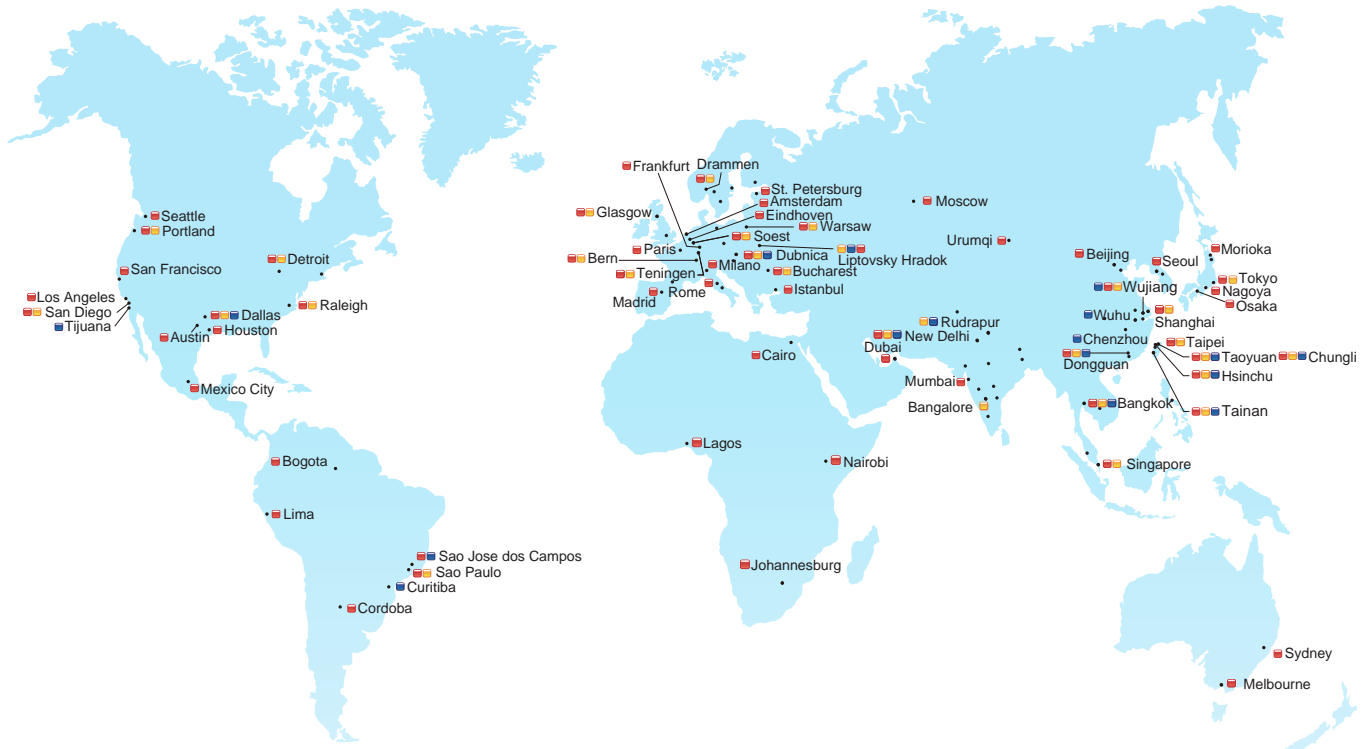 Seattle
Portland
San Francisco
Detroit
Los Angeles
San Diego
Tijuana
Raleigh
Dallas
Austin
Houston
Mexico City
Bogota
Lima
Sao Jose dos Campos
Sao Paulo
Curitiba
Cordoba
Frankfurt
Drammen
St. Petersburg
Amsterdam
Glasgow
Eindhoven
Warsaw
Moscow
Soest
Paris
Dubnica
Liptovsky Hradok
Bern
Milano
Teningen
Bucharest
Rome
Istanbul
Madrid
Cairo
Lagos
Nairobi
Johannesburg
Urumqi
Beijing
Seoul
Morioka
Tokyo
Wujiang
Nagoya
Osaka
Wuhu
Shanghai
Rudrapur
New Delhi
Chenzhou
Taipei
Dubai
Dongguan
Taoyuan
Chungli
Hsinchu
Mumbai
Bangalore
Bangkok
Tainan
Singapore
Sydney
Melbourne